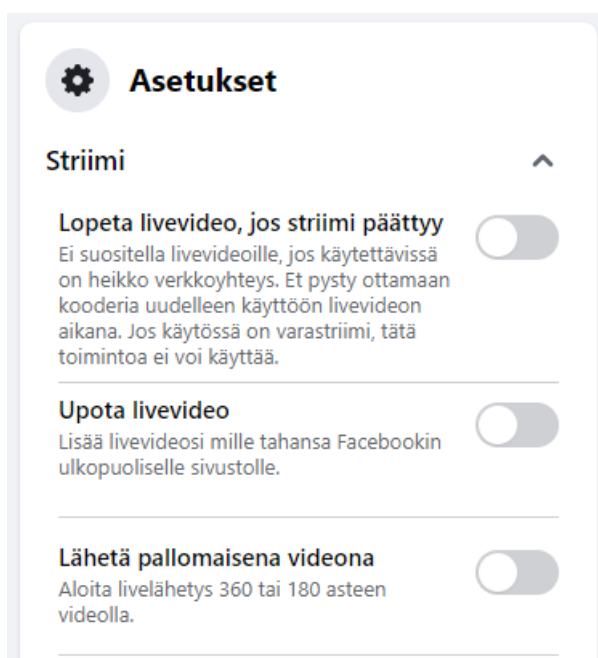 Asetukset
Striimi
Lopeta livevideo, jos striimi päättyy
Ei suositella livevideoille, jos käytettävissä
on heikko verkkoyhteys. Et pysty ottamaan
kooderia uudelleen käyttöön livevideon
aikana. Jos käytössä on varastriimi, tätä
toimintoa ei voi käyttää.
Upota livevideo
Lisää livevideosi mille tahansa Facebookin
ulkopuoliselle sivustolle.
Lähetä pallomaisena videona
Aloita livelähetys 360 tai 180 asteen
videolla.